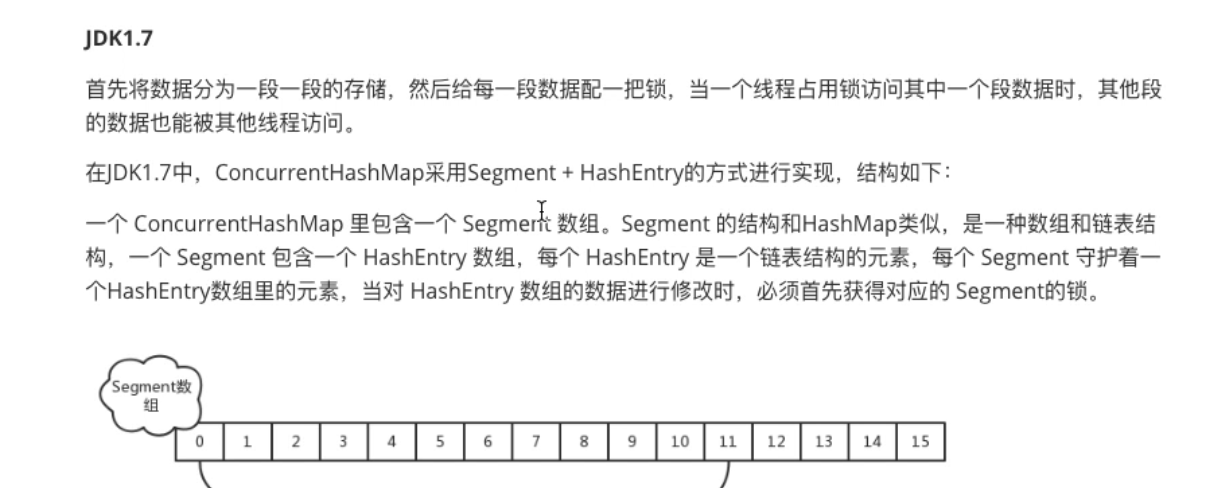 JDK1.7
首先将数据分为一段一段的存储，然后给每一段数据配一把锁，当一个线程占用锁访问其中一个段数据时，其他段
的数据也能被其他线程访问。
在JDK1.7中，ConcurrentHashMap采用Segment + HashEntry的方式进行实现，结构如下：
一个 ConcurrentHashMap 里包含一个 Segment 数组。Segment 的结构和HashMap类似，是一种数组和链表结
构，一个 Segment 包含一个 HashEntry 数组，每个 HashEntry 是一个链表结构的元素，每个 Segment 守护着一
个HashEntry数组里的元素，当对 HashEntry 数组的数据进行修改时，必须首先获得对应的 Segment的锁。
Segment数
组
0 1 2 3 4 5 6 7 8 9 10 11 12 13 14 15